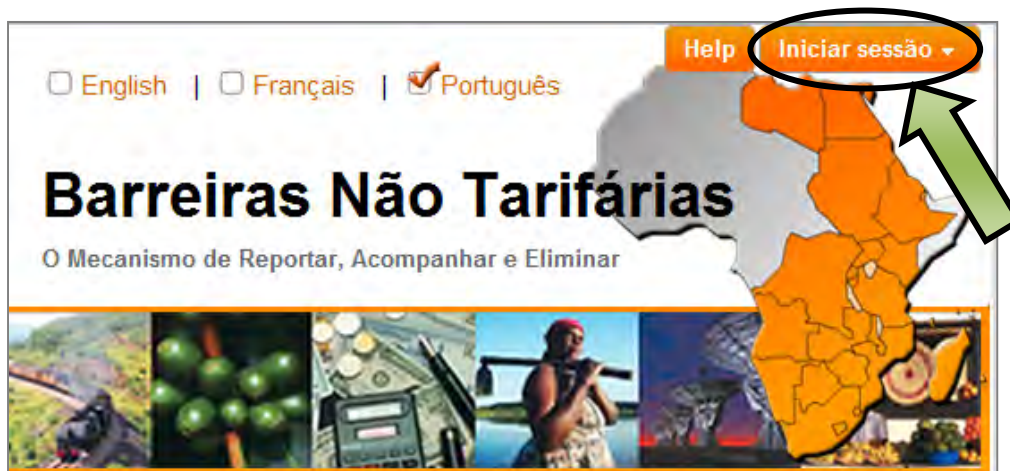 Help Iniciar sessão
English | Français | Português
Barreiras Não Tarifárias
O Mecanismo de Reportar, Acompanhar e Eliminar